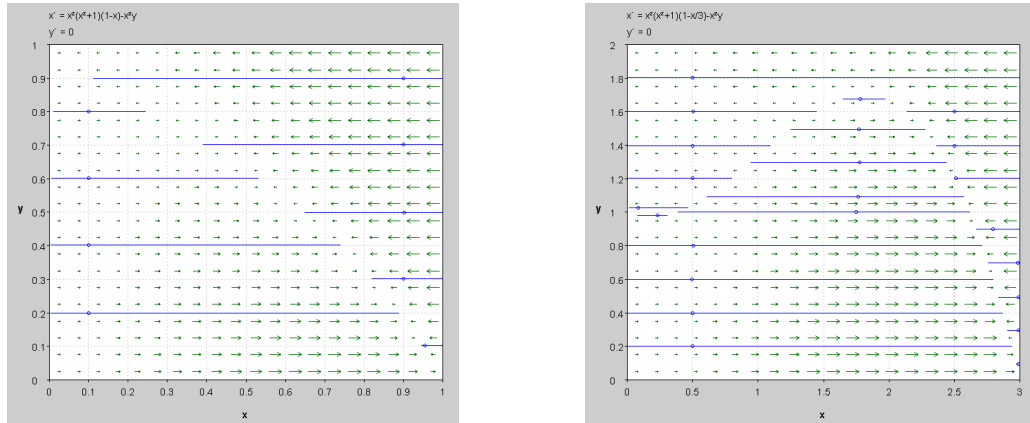 x' = x²(x²+1)(1-x)-x²y
y' = 0
1
0.9
0.8
0.7
0.6
0.5
0.4
0.3
0.2
0.1
0
y
0 0.1 0.2 0.3 0.4 0.5 0.6 0.7 0.8 0.9 1
x
x' = x²(x²+1)(1-x/3)-x²y
y' = 0
2
1.8
1.6
1.4
1.2
1
0.8
0.6
0.4
0.2
0
y
0 0.5 1 1.5 2 2.5 3
x